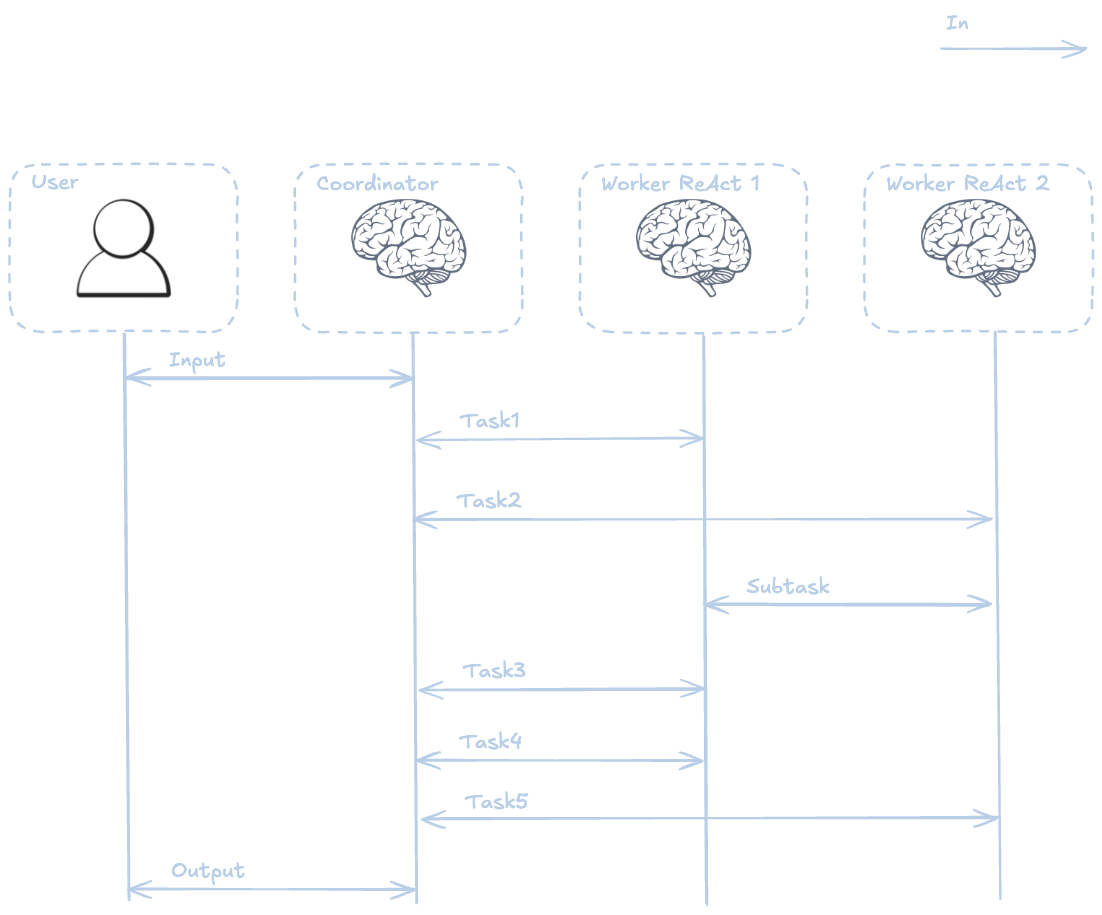 In
User
Coordinator
Worker ReAct 1
Worker ReAct 2
Input
Task1
Task2
Subtask
Task3
Task4
Task5
Output